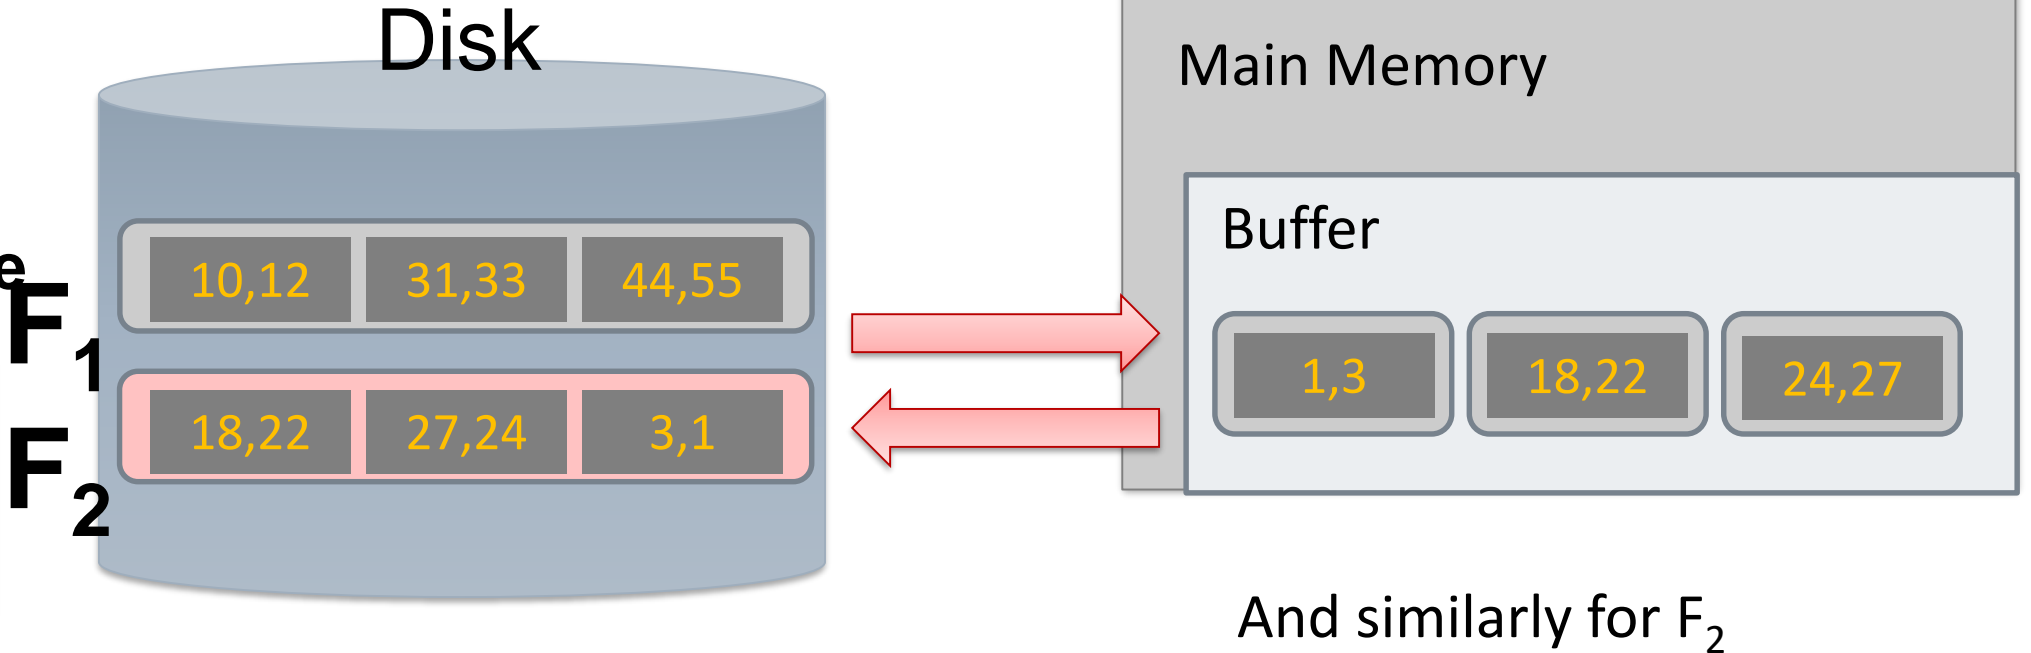 Disk
Main Memory
Buffer
e
F1
10,12 31,33 44,55
1,3 18,22 24,27
F2
18,22 27,24 3,1
And similarly for F2